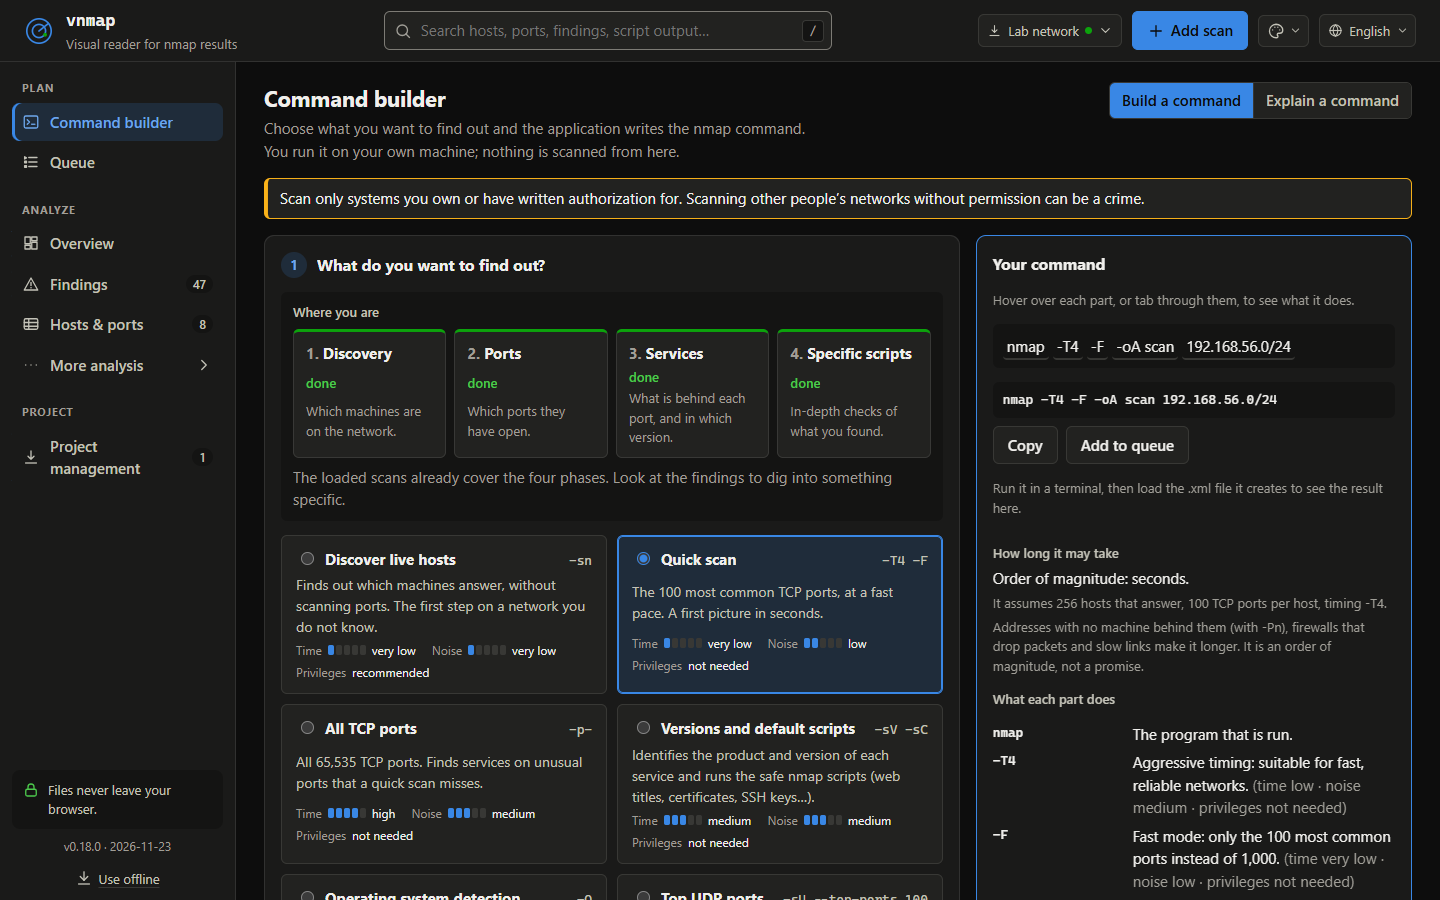 vnmap
Visual reader for nmap results
Search hosts, ports, findings, script output...
/
Lab network
Add scan
English
PLAN
Command builder
Queue
ANALYZE
Overview
Findings 47
Hosts & ports 8
More analysis
PROJECT
Project management 1
Files never leave your browser.
v0.18.0 · 2026-11-23
Use offline
Command builder
Choose what you want to find out and the application writes the nmap command.
You run it on your own machine; nothing is scanned from here.
Build a command
Explain a command
Scan only systems you own or have written authorization for. Scanning other people's networks without permission can be a crime.
1 What do you want to find out?
Where you are
1. Discovery
done
Which machines are
on the network.
2. Ports
done
Which ports they
have open.
3. Services
done
What is behind each
port, and in which
version.
4. Specific scripts
done
In-depth checks of
what you found.
The loaded scans already cover the four phases. Look at the findings to dig into something
specific.
Discover live hosts -sn
Finds out which machines answer, without
scanning ports. The first step on a network you
do not know.
Time very low Noise very low
Privileges recommended
Quick scan -T4 -F
The 100 most common TCP ports, at a fast
pace. A first picture in seconds.
Time very low Noise low
Privileges not needed
All TCP ports -p-
All 65,535 TCP ports. Finds services on unusual
ports that a quick scan misses.
Time high Noise medium
Privileges not needed
Versions and default scripts -sV -sC
Identifies the product and version of each
service and runs the safe nmap scripts (web
titles, certificates, SSH keys...).
Time medium Noise medium
Privileges not needed
Operating system detection -O
Top UDP ports -sU --top-ports 100
Your command
Hover over each part, or tab through them, to see what it does.
nmap -T4 -F -oA scan 192.168.56.0/24
nmap -T4 -F -oA scan 192.168.56.0/24
Copy
Add to queue
Run it in a terminal, then load the .xml file it creates to see the result
here.
How long it may take
Order of magnitude: seconds.
It assumes 256 hosts that answer, 100 TCP ports per host, timing -T4.
Addresses with no machine behind them (with -Pn), firewalls that
drop packets and slow links make it longer. It is an order of
magnitude, not a promise.
What each part does
nmap The program that is run.
-T4 Aggressive timing: suitable for fast,
reliable networks. (time low · noise
medium · privileges not needed)
-F Fast mode: only the 100 most common
ports instead of 1,000. (time very low ·
noise low · privileges not needed)